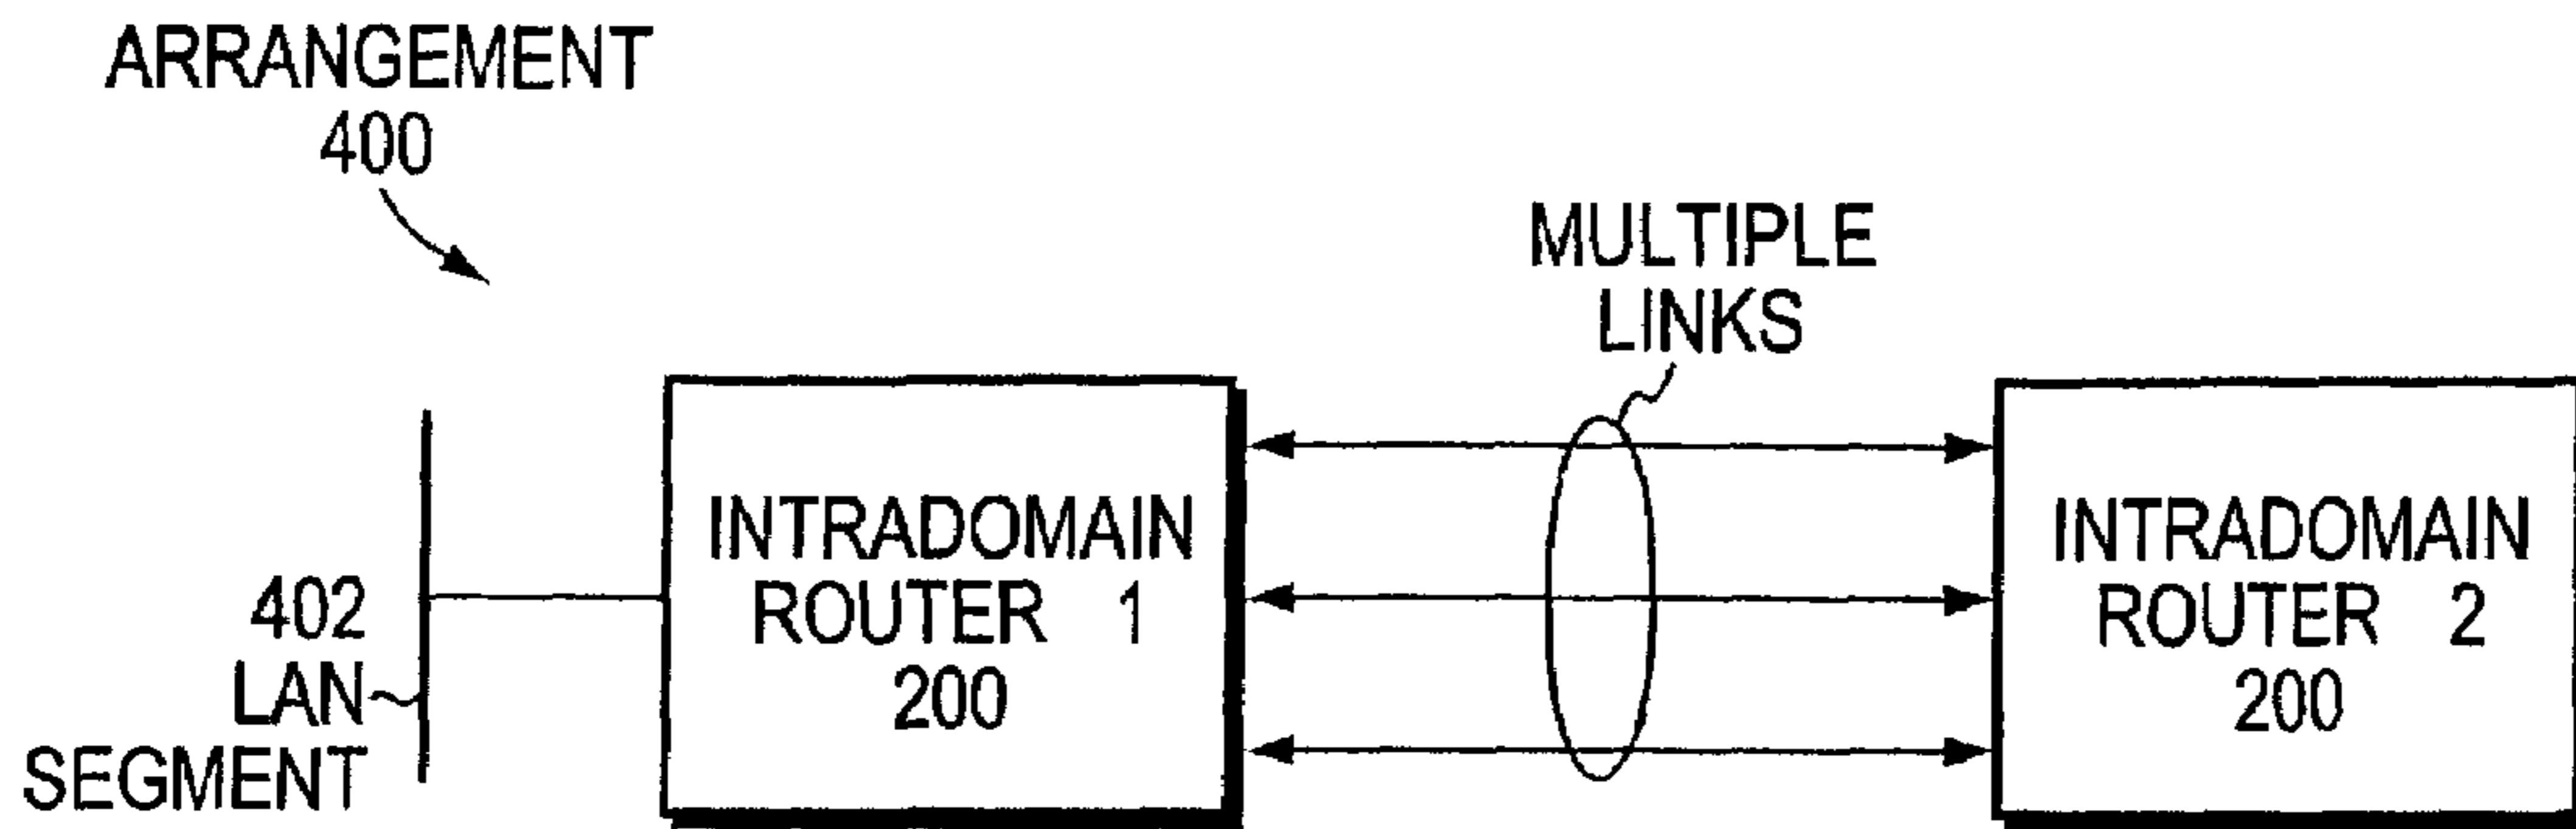 ARRANGEMENT
400
MULTIPLE
LINKS
402
LAN
SEGMENT
INTRADOMAIN
ROUTER 1
200
INTRADOMAIN
ROUTER 2
200